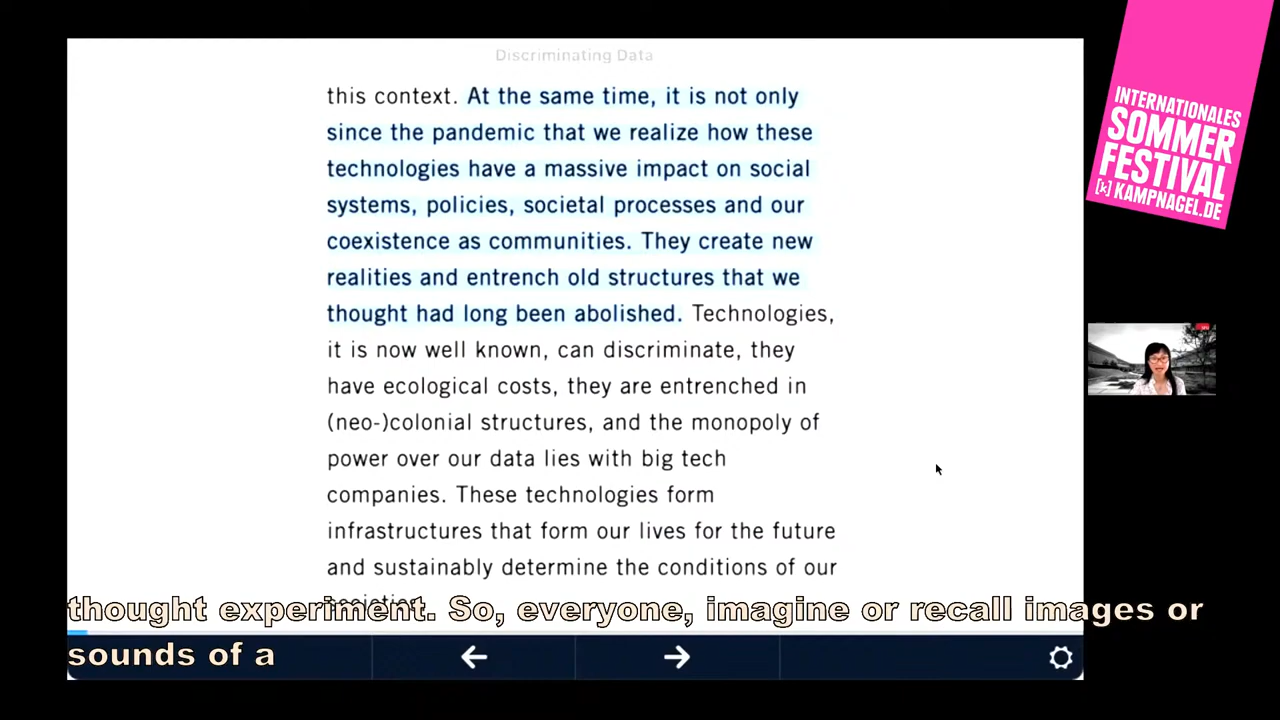 Discriminating Data
this context. At the same time, it is not only
since the pandemic that we realize how these
technologies have a massive impact on social
systems, policies, societal processes and our
coexistence as communities. They create new
realities and entrench old structures that we
thought had long been abolished. Technologies,
it is now well known, can discriminate, they
have ecological costs, they are entrenched in
(neo-)colonial structures, and the monopoly of
power over our data lies with big tech
companies. These technologies form
infrastructures that form our lives for the future
and sustainably determine the conditions of our
thought experiment. So, everyone, imagine or recall images or
sounds of a
INTERNATIONALES
SOMMER
FESTIVAL
[k] KAMPNAGEL.DE